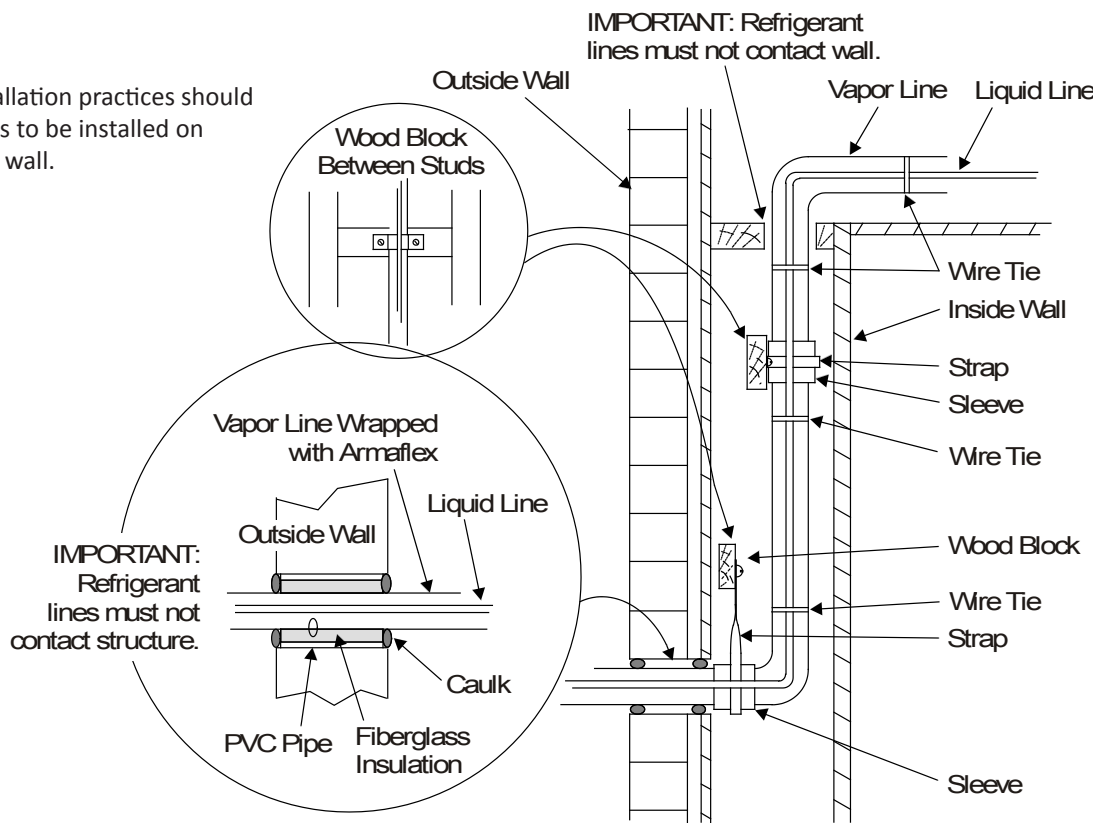 allation practices should
s to be installed on
wall.
IMPORTANT: Refrigerant
lines must not contact wall.
Outside Wall
Vapor Line
Liquid Line
Wood Block
Between Studs
Wire Tie
Inside Wall
Strap
Sleeve
Wire Tie
Vapor Line Wrapped
with Armaflex
Liquid Line
Outside Wall
IMPORTANT:
Refrigerant
lines must not
contact structure.
Caulk
PVC Pipe
Fiberglass
Insulation
Wood Block
Wire Tie
Strap
Sleeve